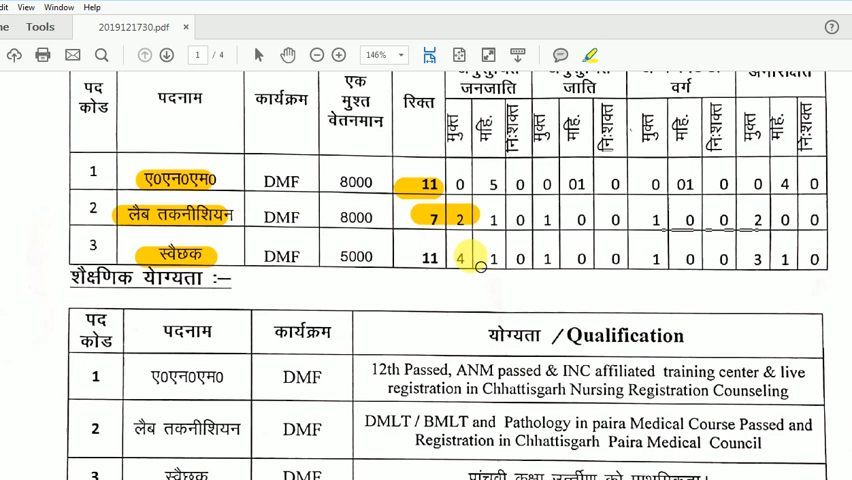 dit View Window Help
me Tools 2019121730.pdf ×
1 / 4 146%
पद कोड पदनाम कार्यक्रम एक मुश्त वेतनमान रिक्त जनजाति जाति वर्ग
मुक्त महि. निःशक्त मुक्त महि. निःशक्त मुक्त महि. निःशक्त मुक्त महि. निःशक्त
1 ए0एन0एम0 DMF 8000 11 0 5 0 0 01 0 0 01 0 0 4 0
2 लैब तकनीशियन DMF 8000 7 2 1 0 1 0 0 1 0 0 2 0 0
3 स्वैछक DMF 5000 11 4 1 0 1 0 0 1 0 0 3 1 0
शैक्षणिक योग्यता :–
पद कोड पदनाम कार्यक्रम योग्यता / Qualification
1 ए0एन0एम0 DMF 12th Passed, ANM passed & INC affiliated training center & live
registration in Chhattisgarh Nursing Registration Counseling
2 लैब तकनीशियन DMF DMLT / BMLT and Pathology in paira Medical Course Passed and
Registration in Chhattisgarh Paira Medical Council
3 स्वैछक DMF पांचवी कक्षा उर्त्तीण को प्राथमिकता।